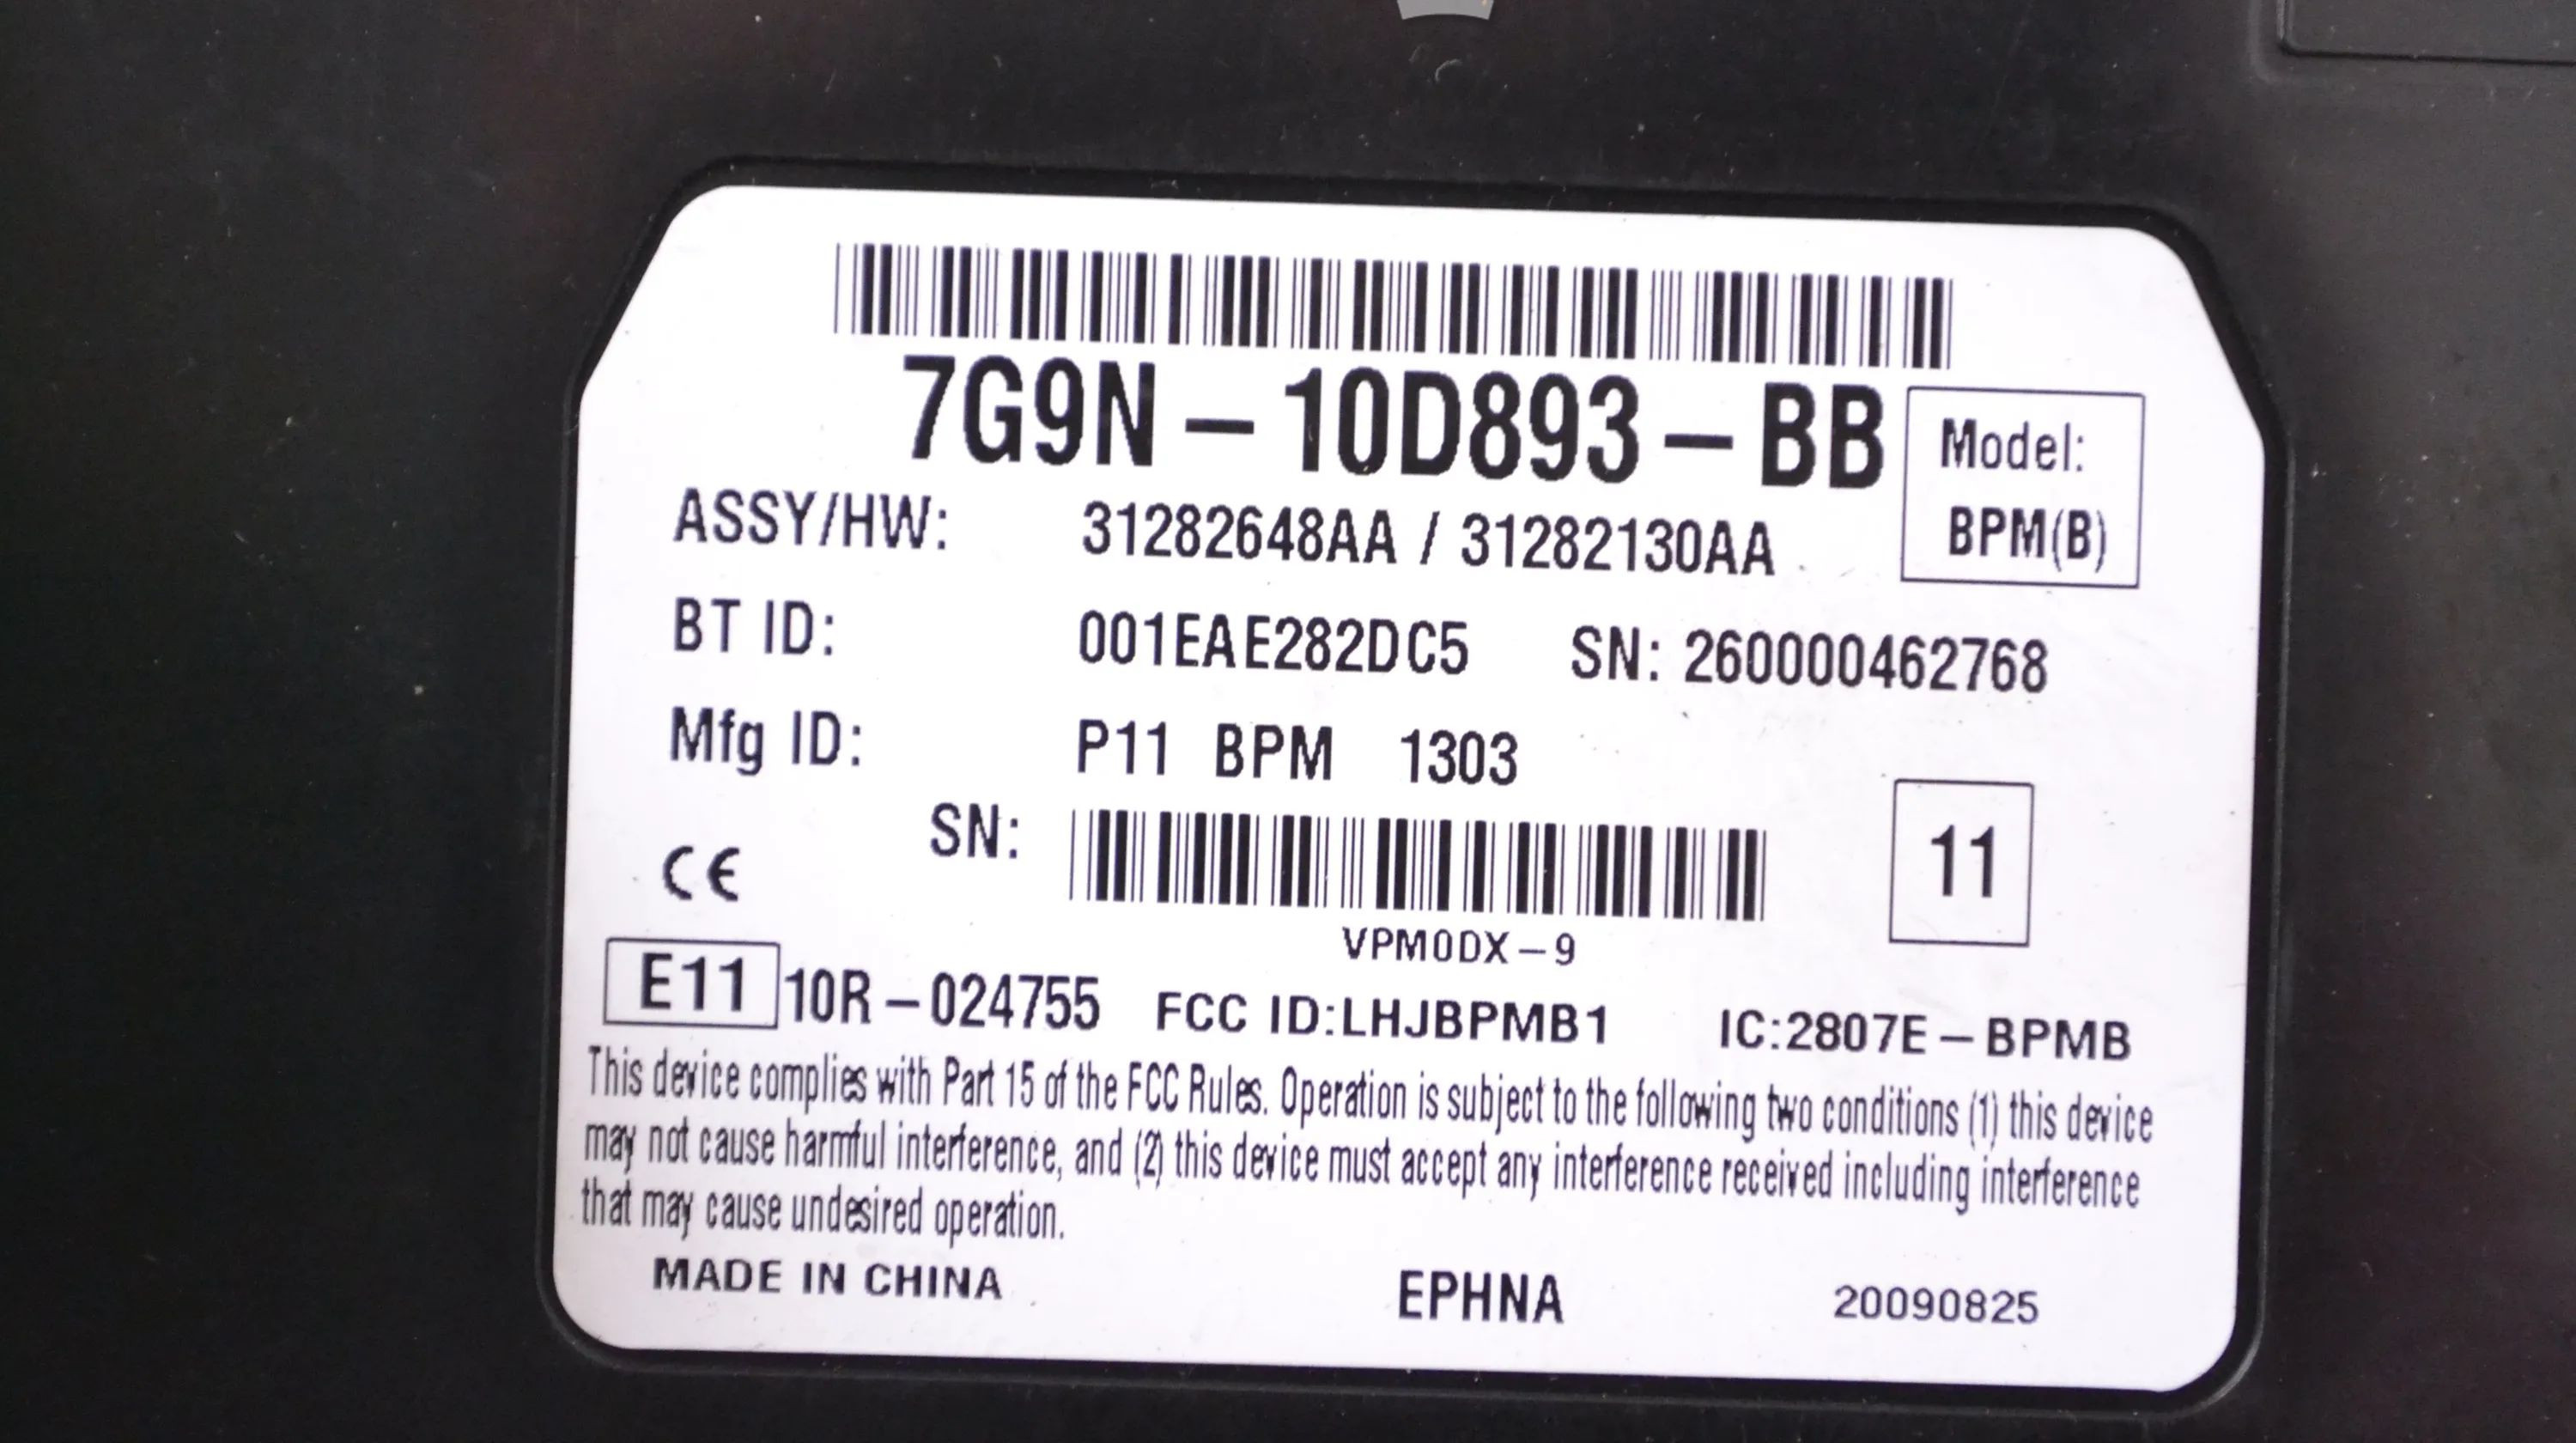 7G9N-10D893-BB
Model:
BPM(B)
ASSY/HW: 31282648AA / 31282130AA
BT ID: 001EAE282DC5 SN: 260000462768
Mfg ID: P11 BPM 1303
SN:
CE
11
VPM0DX-9
E11 10R-024755 FCC ID:LHJBPMB1 IC:2807E-BPMB
This device complies with Part 15 of the FCC Rules. Operation is subject to the following two conditions (1) this device
may not cause harmful interference, and (2) this device must accept any interference received including interference
that may cause undesired operation.
MADE IN CHINA EPHNA 20090825